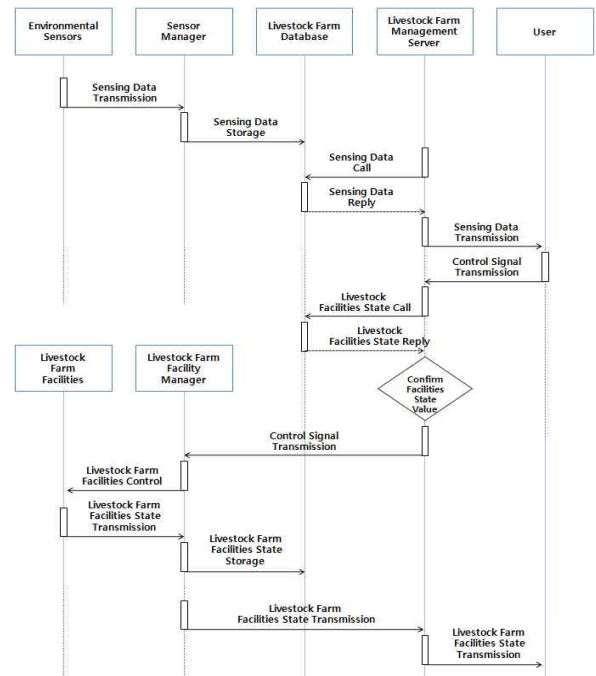 Environmental
Sensors
Sensor
Manager
Livestock Farm
Database
Livestock Farm
Management
Server
User
Sensing Data
Transmission
Sensing Data
Storage
Sensing Data
Call
Sensing Data
Reply
Sensing Data
Transmission
Control Signal
Transmission
Livestock
Facilities State Call
Livestock
Facilities State Reply
Livestock
Farm
Facilities
Livestock Farm
Facility
Manager
Confirm
Facilities
State
Value
Control Signal
Transmission
Livestock Farm
Facilities Control
Livestock Farm
Facilities State
Transmission
Livestock Farm
Facilities State
Storage
Livestock Farm
Facilities State Transmission
Livestock Farm
Facilities State
Transmission